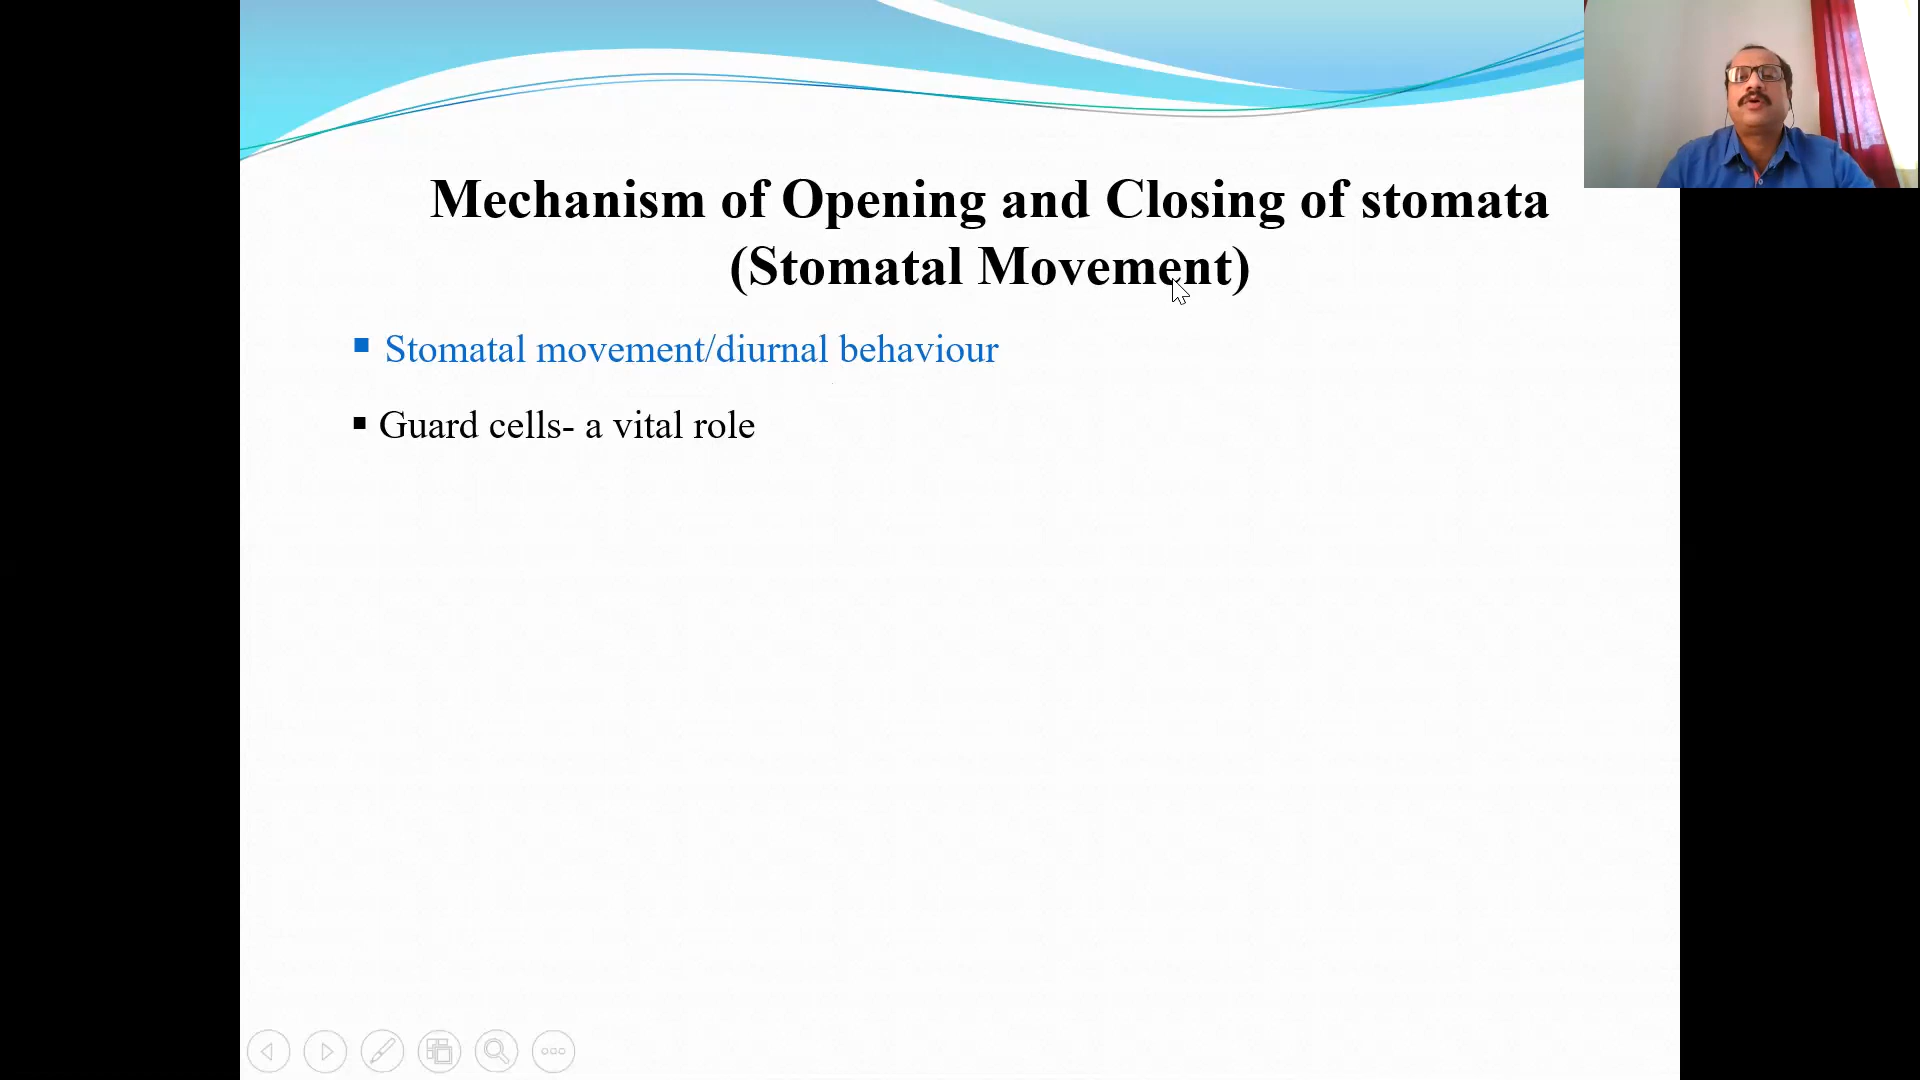 Mechanism of Opening and Closing of stomata
(Stomatal Movement)
▪ Stomatal movement/diurnal behaviour
▪ Guard cells- a vital role